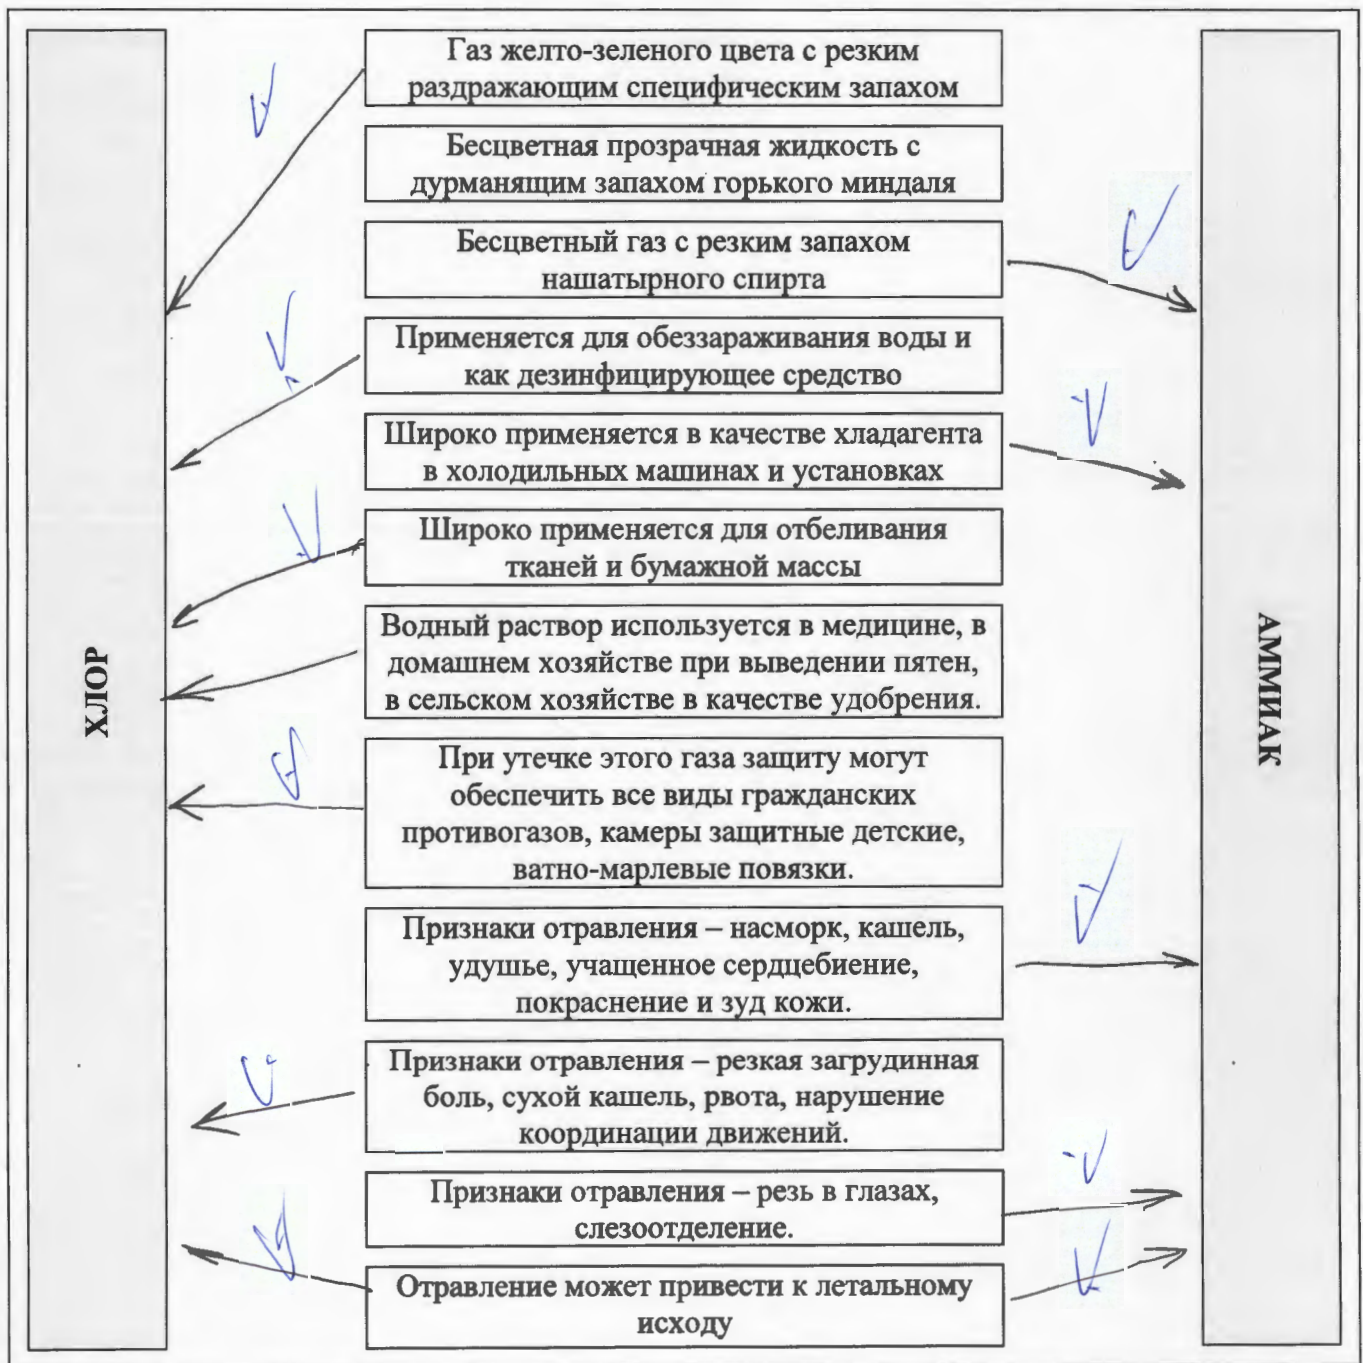 ХЛОР
Газ желто-зеленого цвета с резким
раздражающим специфическим запахом
Бесцветная прозрачная жидкость с
дурманящим запахом горького миндаля
Бесцветный газ с резким запахом
нашатырного спирта
Применяется для обеззараживания воды и
как дезинфицирующее средство
Широко применяется в качестве хладагента
в холодильных машинах и установках
Широко применяется для отбеливания
тканей и бумажной массы
Водный раствор используется в медицине, в
домашнем хозяйстве при выведении пятен,
в сельском хозяйстве в качестве удобрения.
При утечке этого газа защиту могут
обеспечить все виды гражданских
противогазов, камеры защитные детские,
ватно-марлевые повязки.
Признаки отравления – насморк, кашель,
удушье, учащенное сердцебиение,
покраснение и зуд кожи.
Признаки отравления – резкая загрудинная
боль, сухой кашель, рвота, нарушение
координации движений.
Признаки отравления – резь в глазах,
слезоотделение.
Отравление может привести к летальному
исходу
АММИАК